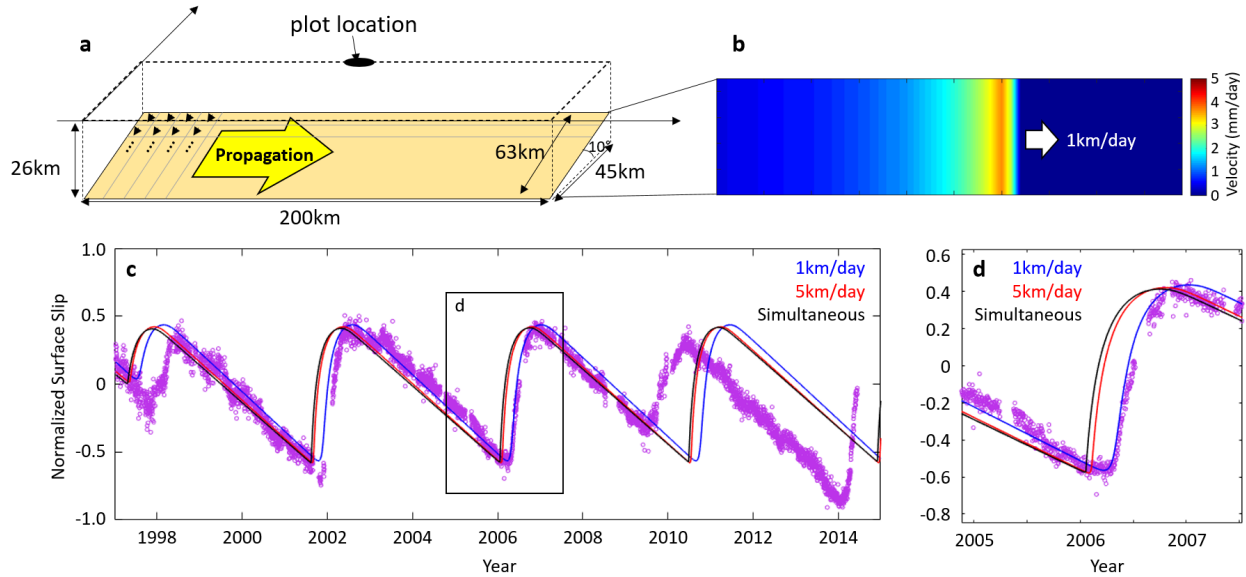 a
plot location
Propagation
26km
63km
10°
45km
200km
b
1km/day
5
4
3
2
1
0
Velocity (mm/day)
c
1km/day
5km/day
Simultaneous
d
1.0
0.5
0
-0.5
-1.0
Normalized Surface Slip
1998 2000 2002 2004 2006 2008 2010 2012 2014
Year
d
1km/day
5km/day
Simultaneous
0.6
0.4
0.2
0
-0.2
-0.4
-0.6
-0.8
2005 2006 2007
Year